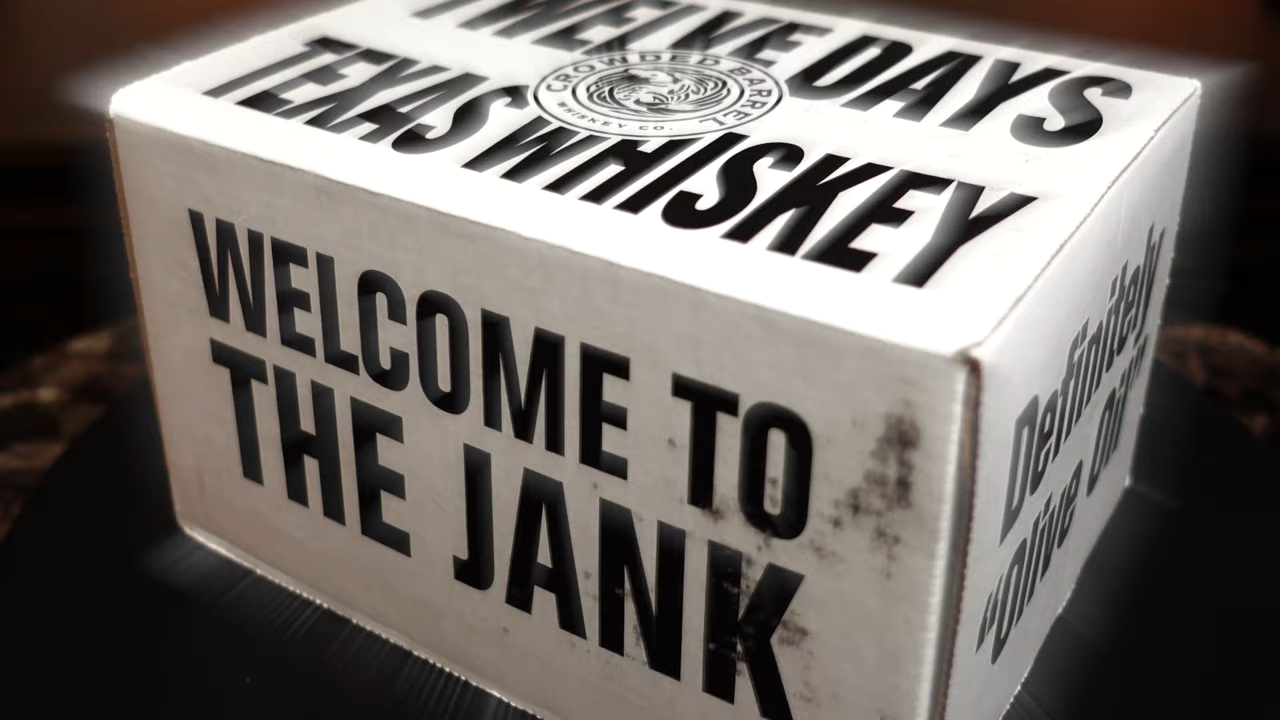 TWELVE DAYS
CROWDED BARREL
WHISKEY CO.
TEXAS WHISKEY
WELCOME TO
THE JANK
Definitely
"Olive Oil"